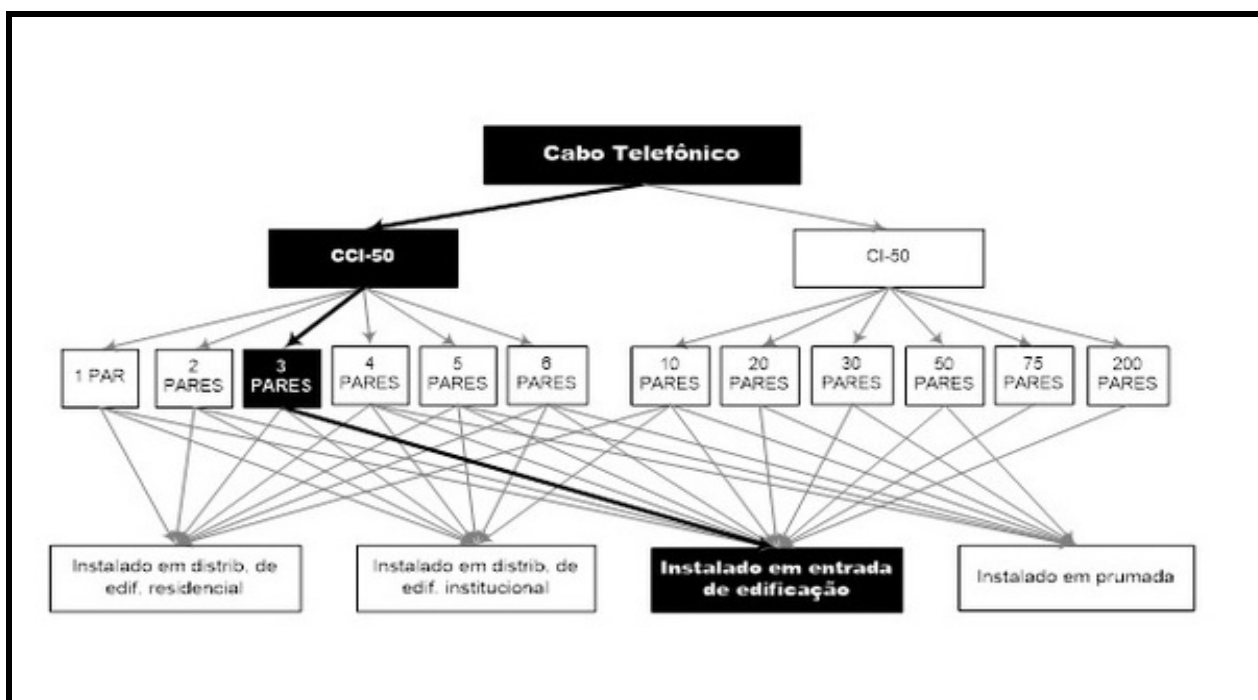 Cabo Telefônico
CCI-50
CI-50
1 PAR
2
PARES
3
PARES
4
PARES
5
PARES
6
PARES
10
PARES
20
PARES
30
PARES
50
PARES
75
PARES
200
PARES
Instalado em distrib. de
edif. residencial
Instalado em distrib. de
edif. institucional
Instalado em entrada
de edificação
Instalado em prumada